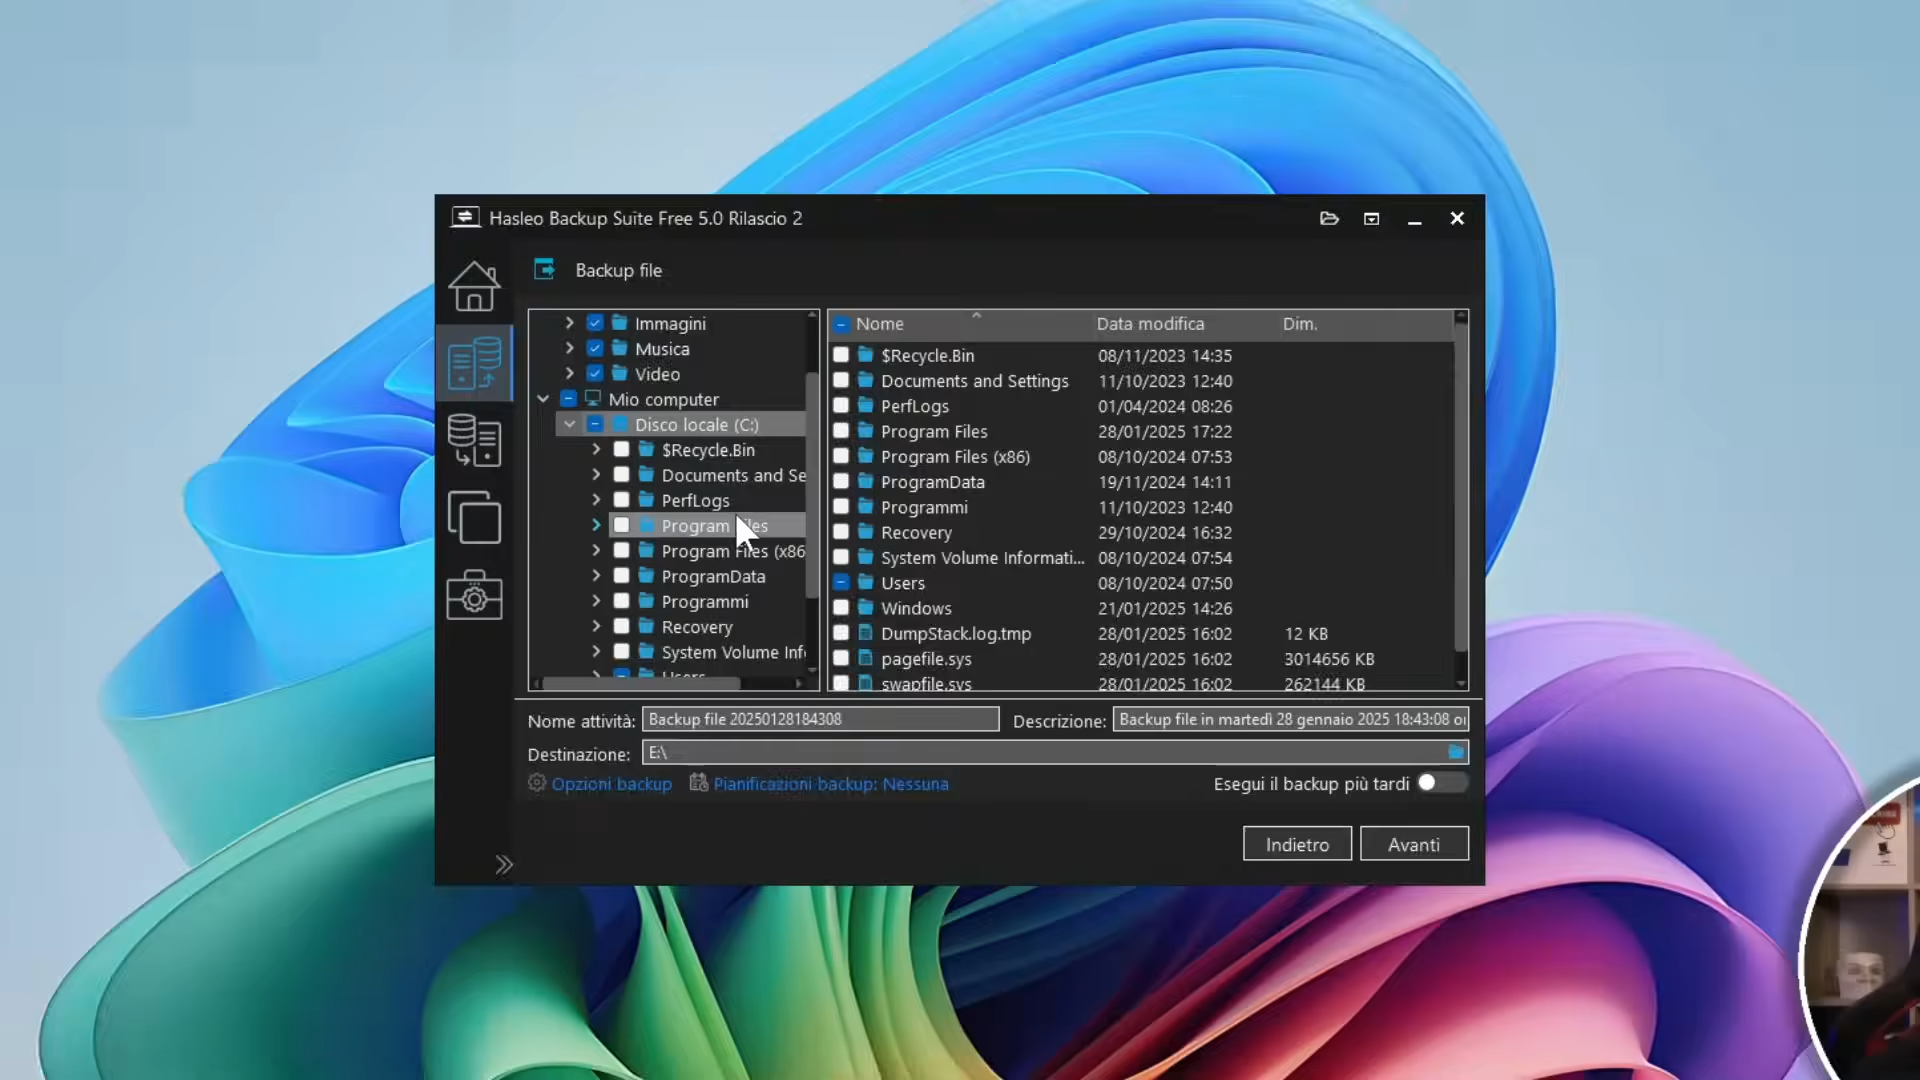 Hasleo Backup Suite Free 5.0 Rilascio 2
Backup file
Immagini
Musica
Video
Mio computer
Disco locale (C:)
$Recycle.Bin
Documents and Se
PerfLogs
Program
Program Files (x86
ProgramData
Programmi
Recovery
System Volume Inf
Users
Nome Data modifica Dim.
$Recycle.Bin 08/11/2023 14:35
Documents and Settings 11/10/2023 12:40
PerfLogs 01/04/2024 08:26
Program Files 28/01/2025 17:22
Program Files (x86) 08/10/2024 07:53
ProgramData 19/11/2024 14:11
Programmi 11/10/2023 12:40
Recovery 29/10/2024 16:32
System Volume Informati... 08/10/2024 07:54
Users 08/10/2024 07:50
Windows 21/01/2025 14:26
DumpStack.log.tmp 28/01/2025 16:02 12 KB
pagefile.sys 28/01/2025 16:02 3014656 KB
swapfile.sys 28/01/2025 16:02 262144 KB
Nome attività: Backup file 20250128184308 Descrizione: Backup file in martedì 28 gennaio 2025 18:43:08 o
Destinazione: E:\
Opzioni backup Pianificazioni backup: Nessuna Esegui il backup più tardi
Indietro Avanti